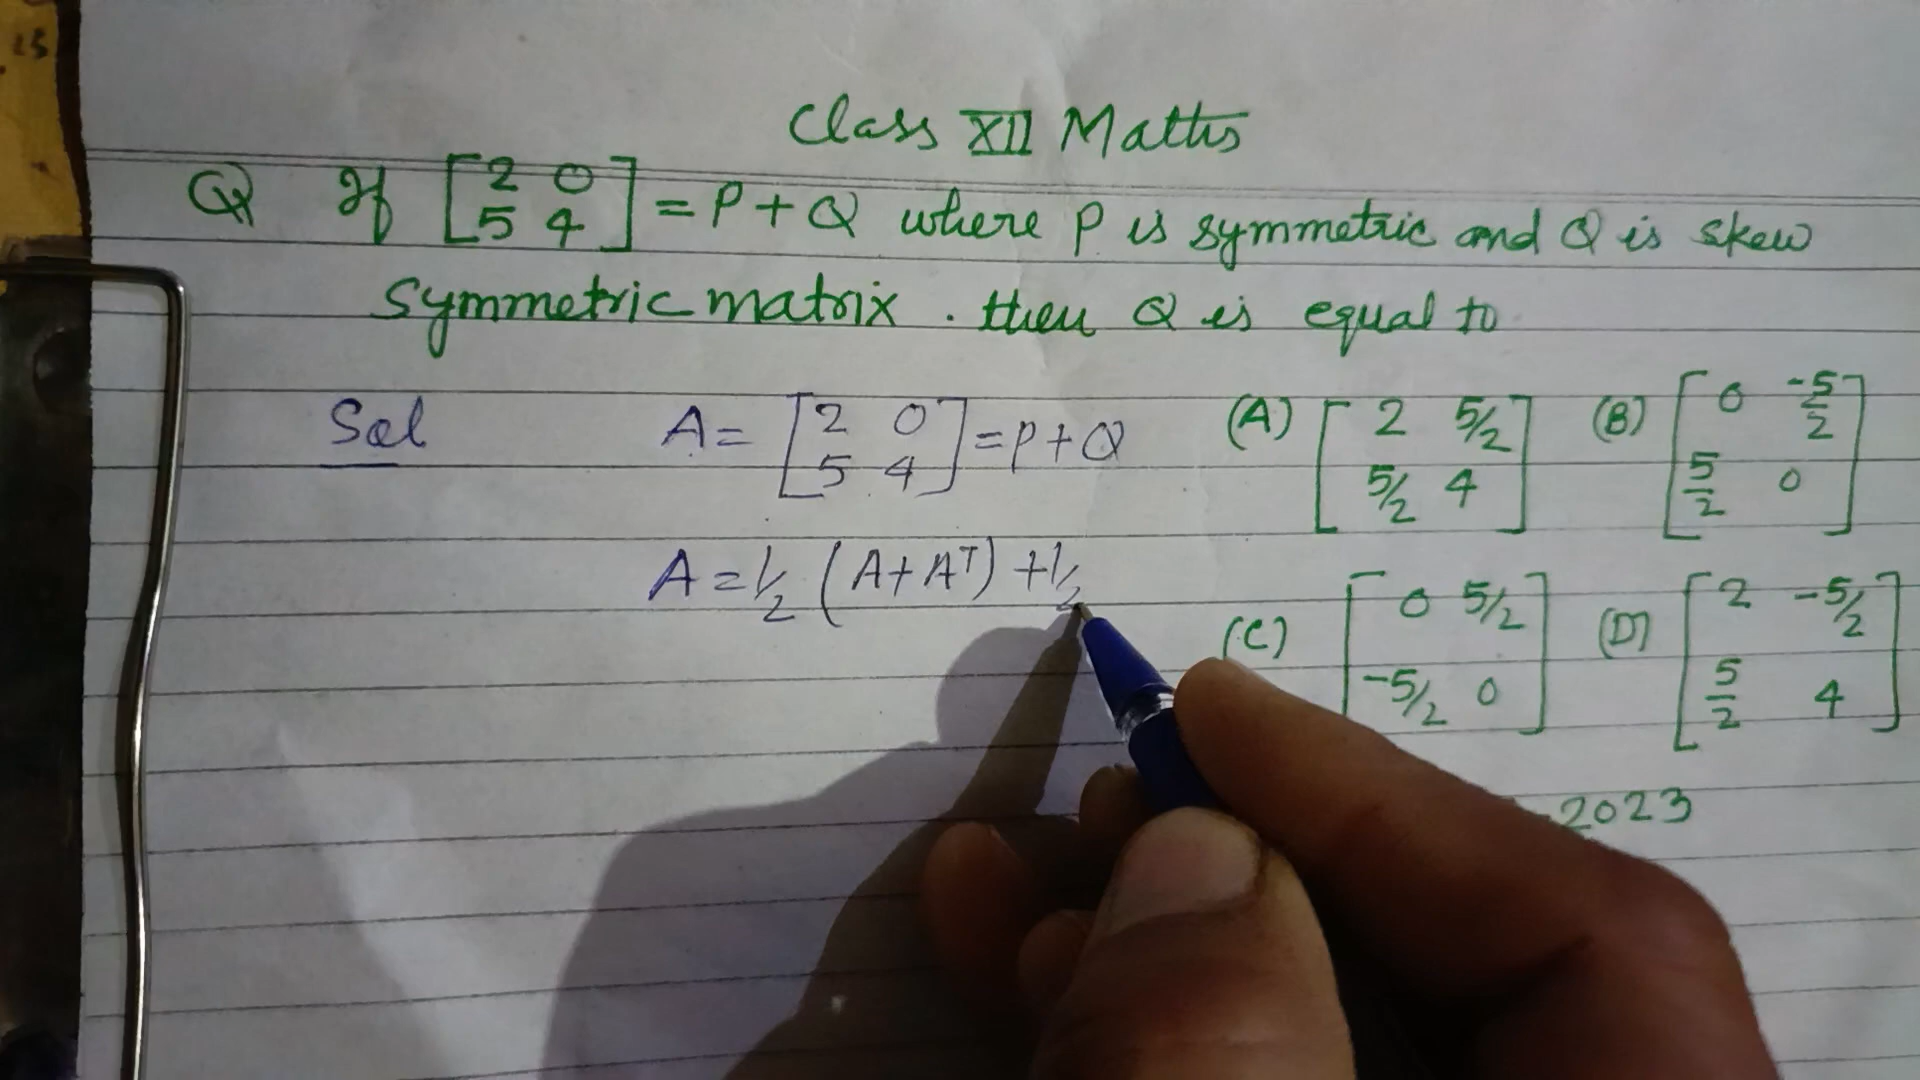 Class XII Maths
Q If [2 0
5 4] = P + Q where P is symmetric and Q is skew
symmetric matrix. then Q is equal to
Sol A = [2 0
5 4] = P + Q
A = 1/2 (A + Aᵀ) + 1/2
(A) [2 5/2
5/2 4]
(B) [0 -5/2
5/2 0]
(C) [0 5/2
-5/2 0]
(D) [2 -5/2
5/2 4]
2023